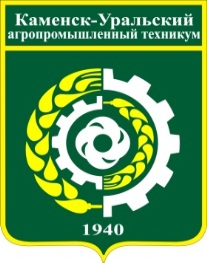 Каменск-Уральский
агропромышленный техникум
1940